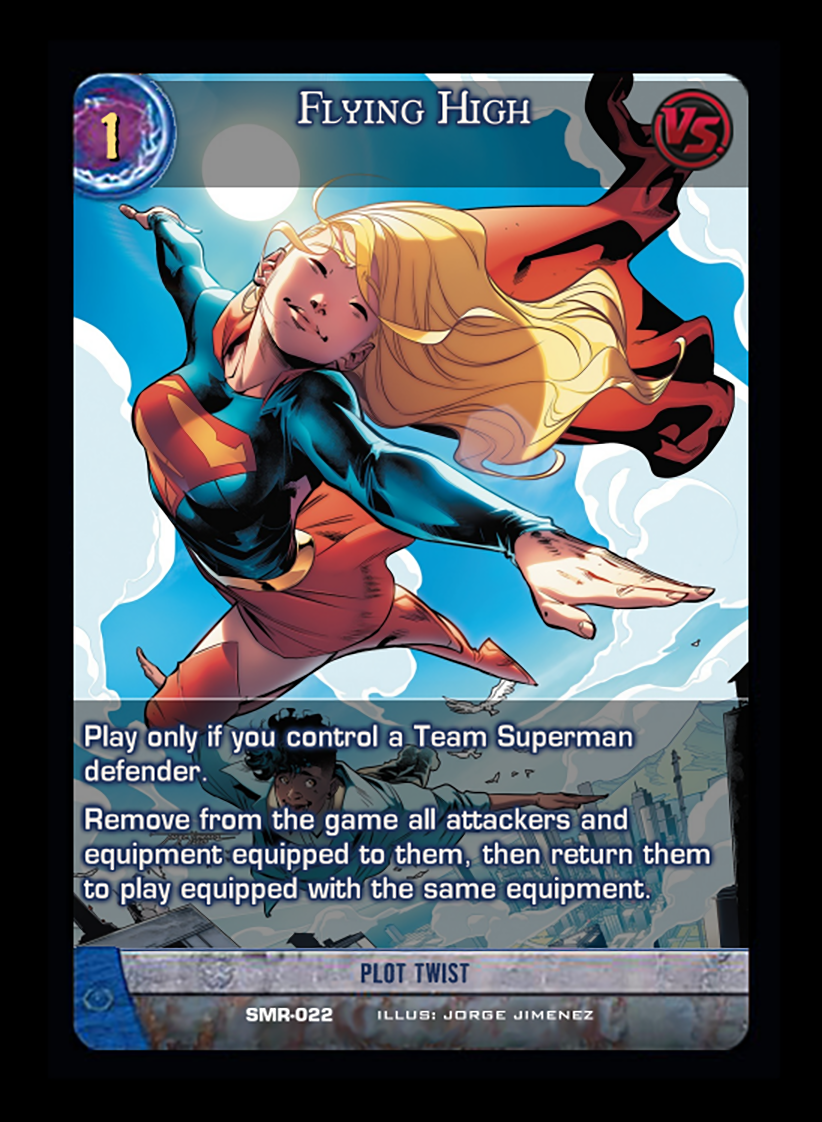 1
FLYING HIGH
VS.
Play only if you control a Team Superman
defender.
Remove from the game all attackers and
equipment equipped to them, then return them
to play equipped with the same equipment.
PLOT TWIST
SMR-022 ILLUS: JORGE JIMENEZ